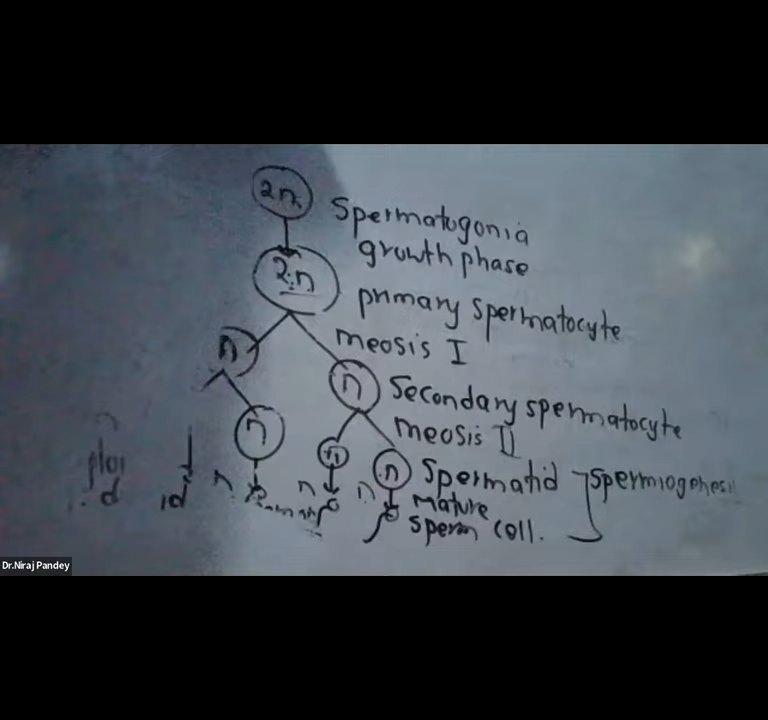 2n
Spermatogonia
growth phase
2n
primary spermatocyte
meosis I
n
n
Secondary spermatocyte
meosis II
n
n
n
Spermatid
spermiogenesi
n
n
n
mature
sperm cell.
Dr.Niraj Pandey